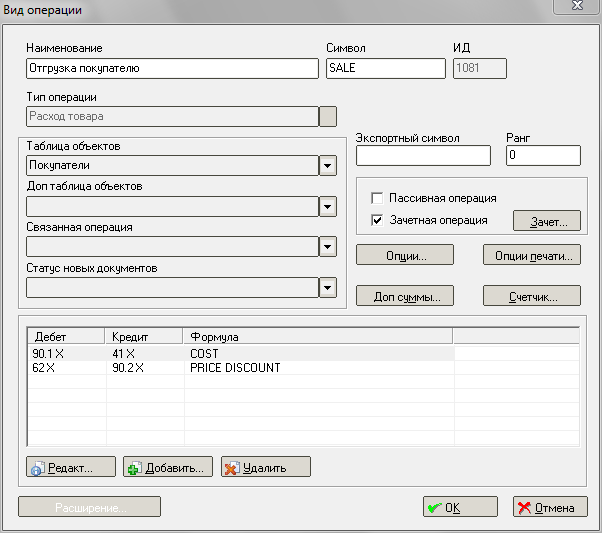 Вид операции
Наименование Символ ИД
Отгрузка покупателю SALE 1081
Тип операции
Расход товара
Таблица объектов Экспортный символ Ранг
Покупатели 0
Доп таблица объектов
Пассивная операция
Связанная операция Зачетная операция Зачет...
Опции... Опции печати...
Статус новых документов
Доп суммы... Счетчик...
Дебет Кредит Формула
90.1 X 41 X COST
62 X 90.2 X PRICE DISCOUNT
Редакт... Добавить... Удалить
Расширение... OK Отмена